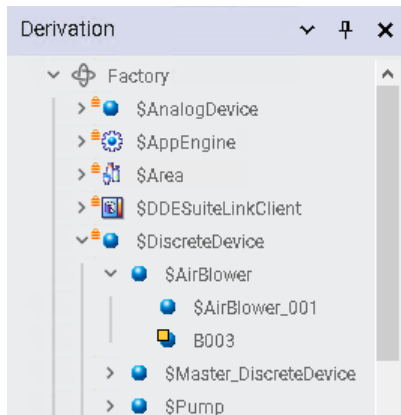 Derivation
Factory
$AnalogDevice
$AppEngine
$Area
$DDESuiteLinkClient
$DiscreteDevice
$AirBlower
$AirBlower_001
B003
$Master_DiscreteDevice
$Pump